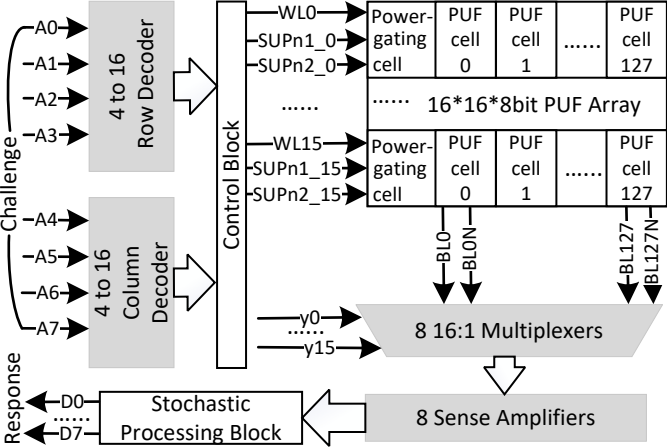 Challenge
A0
A1
A2
A3
4 to 16
Row Decoder
A4
A5
A6
A7
4 to 16
Column
Decoder
Control Block
WL0
SUPn1_0
SUPn2_0
......
WL15
SUPn1_15
SUPn2_15
Power-
gating
cell
PUF
cell
0
PUF
cell
1
......
PUF
cell
127
...... 16*16*8bit PUF Array
Power-
gating
cell
PUF
cell
0
PUF
cell
1
......
PUF
cell
127
BL0
BL0N
BL127
BL127N
y0
......
y15
8 16:1 Multiplexers
8 Sense Amplifiers
Stochastic
Processing Block
D0
......
D7
Response